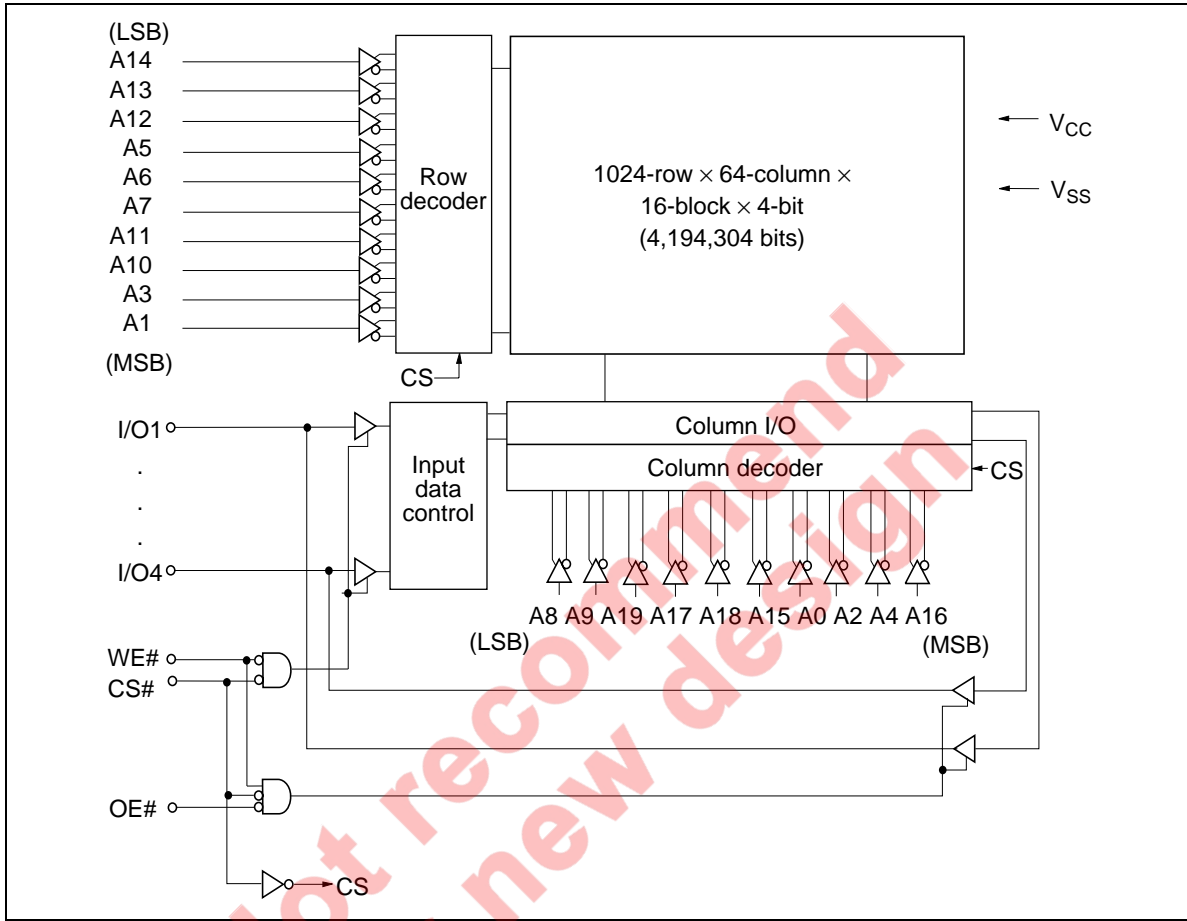 (LSB)
A14
A13
A12
A5
A6
A7
A11
A10
A3
A1
(MSB)
Row
decoder
CS
1024-row × 64-column ×
16-block × 4-bit
(4,194,304 bits)
VCC
VSS
I/O1
.
.
.
I/O4
Input
data
control
Column I/O
Column decoder
CS
A8 A9 A19 A17 A18 A15 A0 A2 A4 A16
(LSB) (MSB)
WE#
CS#
OE#
CS
ot recommend
new design